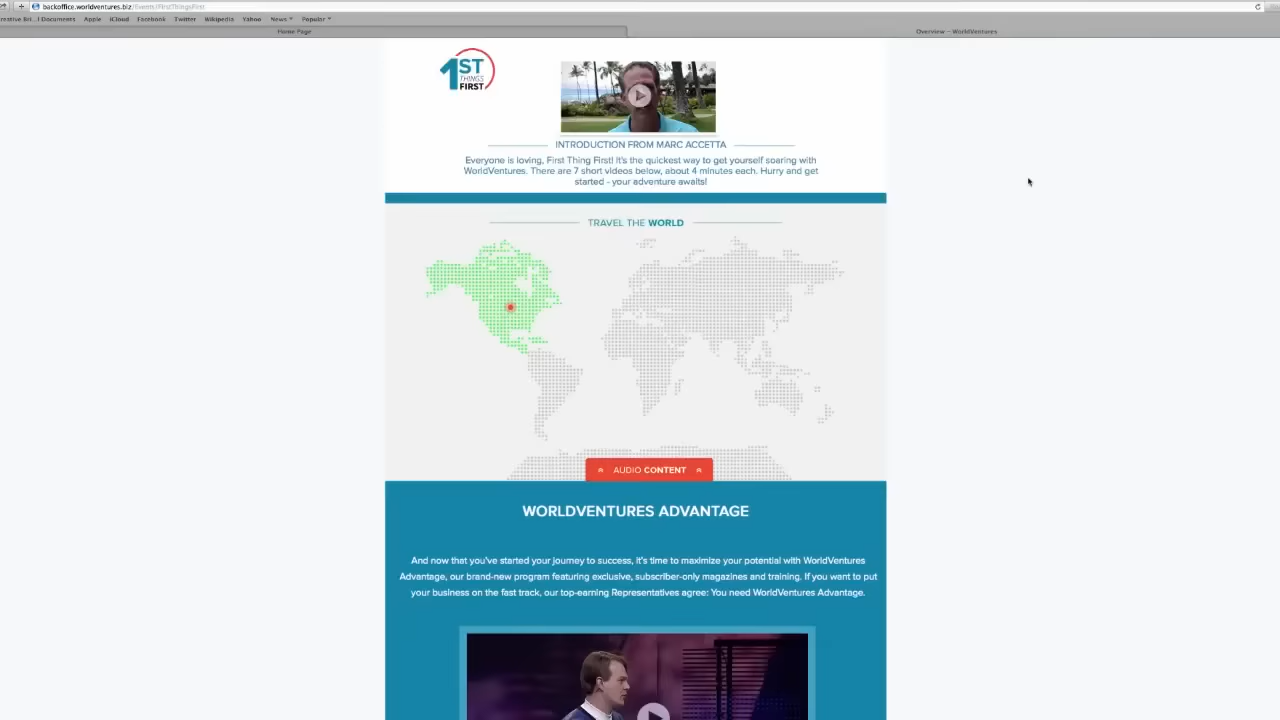 backoffice.worldventures.biz/Events/FirstThingsFirst
Apple iCloud Facebook Twitter Wikipedia Yahoo News Popular
Home Page
Overview - WorldVentures
1ST
THINGS
FIRST
INTRODUCTION FROM MARC ACCETTA
Everyone is loving, First Thing First! It's the quickest way to get yourself soaring with
WorldVentures. There are 7 short videos below, about 4 minutes each. Hurry and get
started - your adventure awaits!
TRAVEL THE WORLD
AUDIO CONTENT
WORLDVENTURES ADVANTAGE
And now that you've started your journey to success, it's time to maximize your potential with WorldVentures
Advantage, our brand-new program featuring exclusive, subscriber-only magazines and training. If you want to put
your business on the fast track, our top-earning Representatives agree: You need WorldVentures Advantage.